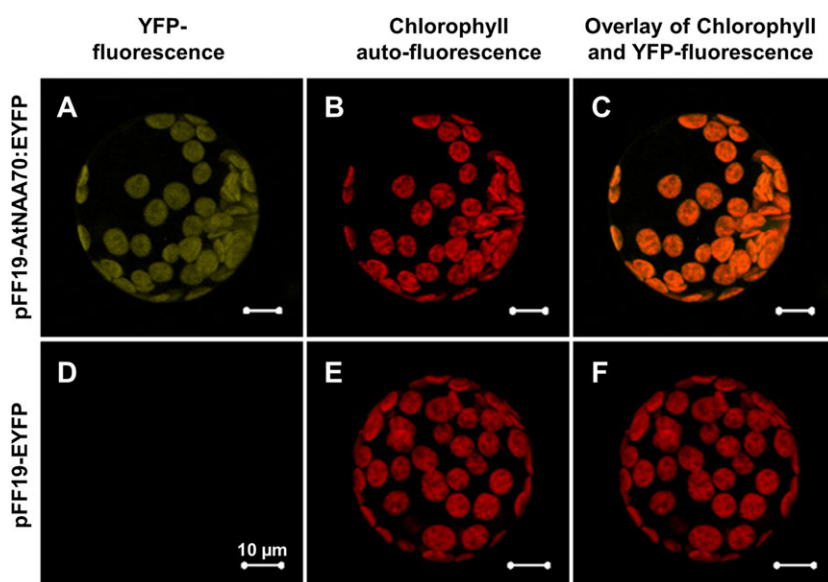 YFP-
fluorescence
Chlorophyll
auto-fluorescence
Overlay of Chlorophyll
and YFP-fluorescence
pFF19-AtNAA70:EYFP
A
B
C
pFF19-EYFP
D
E
F
10 µm